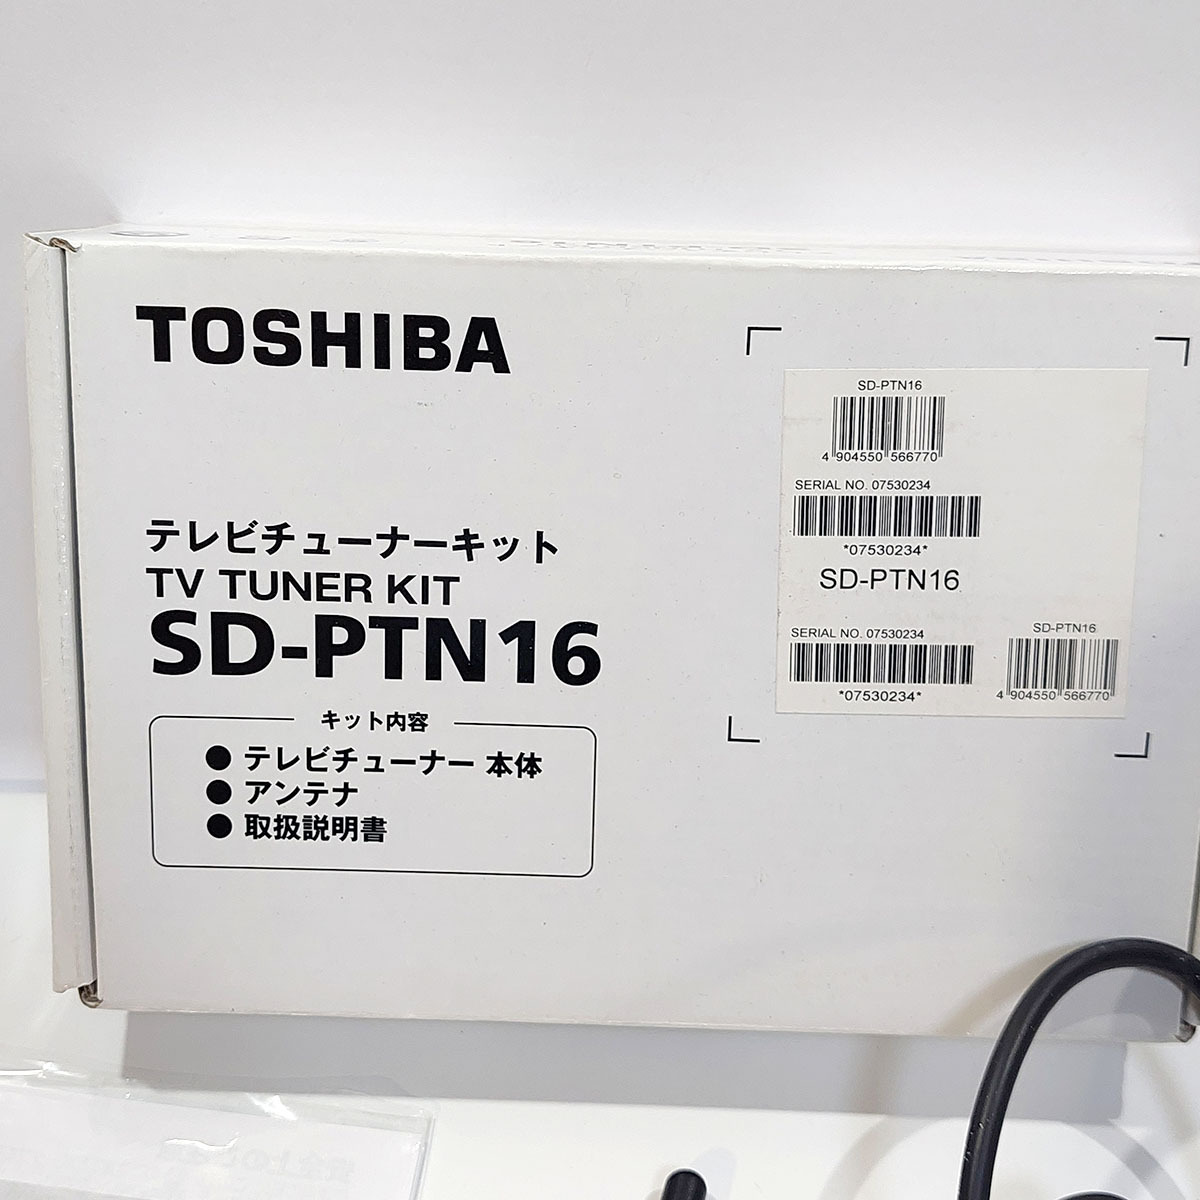 TOSHIBA
テレビチューナーキット
TV TUNER KIT
SD-PTN16
キット内容
● テレビチューナー 本体
● アンテナ
● 取扱説明書
SD-PTN16
4 904550 566770
SERIAL NO. 07530234
*07530234*
SD-PTN16
SERIAL NO. 07530234
*07530234*
SD-PTN16
4 904550 566770